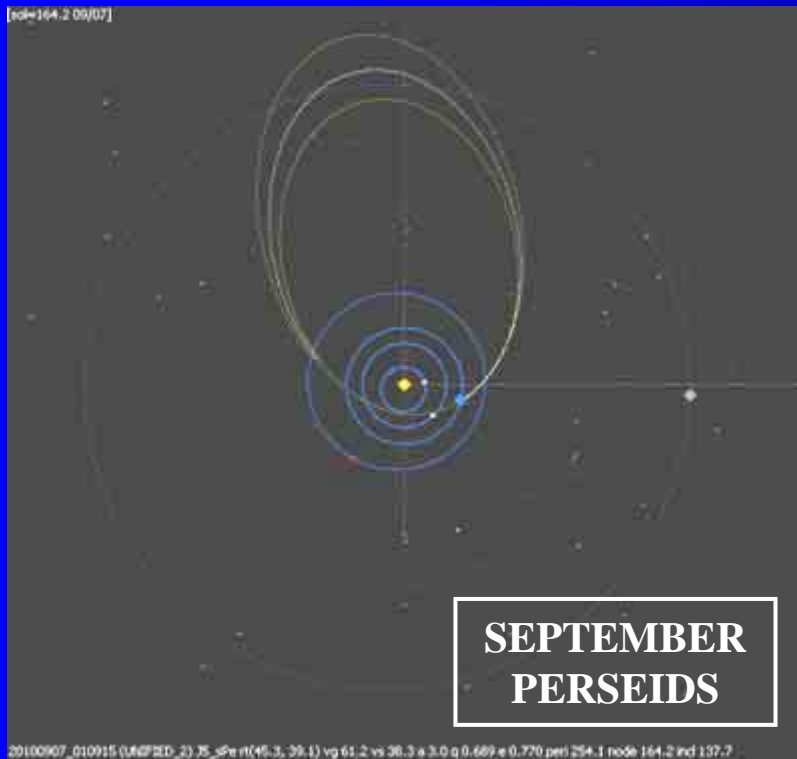 [sol=164.2 09/07]
SEPTEMBER
PERSEIDS
20100907_010915 (UNIFIED_2) J5_sPe rt(45.3, 39.1) vg 61.2 vs 38.3 a 3.0 q 0.689 e 0.770 peri 254.1 node 164.2 incl 137.7